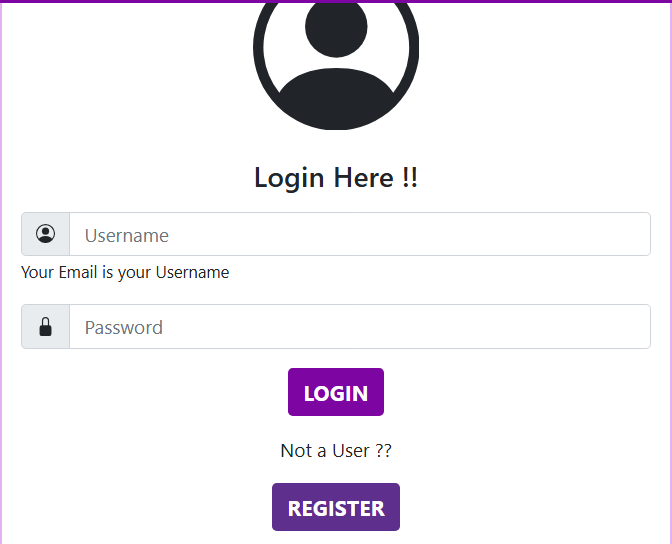 Login Here !!
Username
Your Email is your Username
Password
LOGIN
Not a User ??
REGISTER